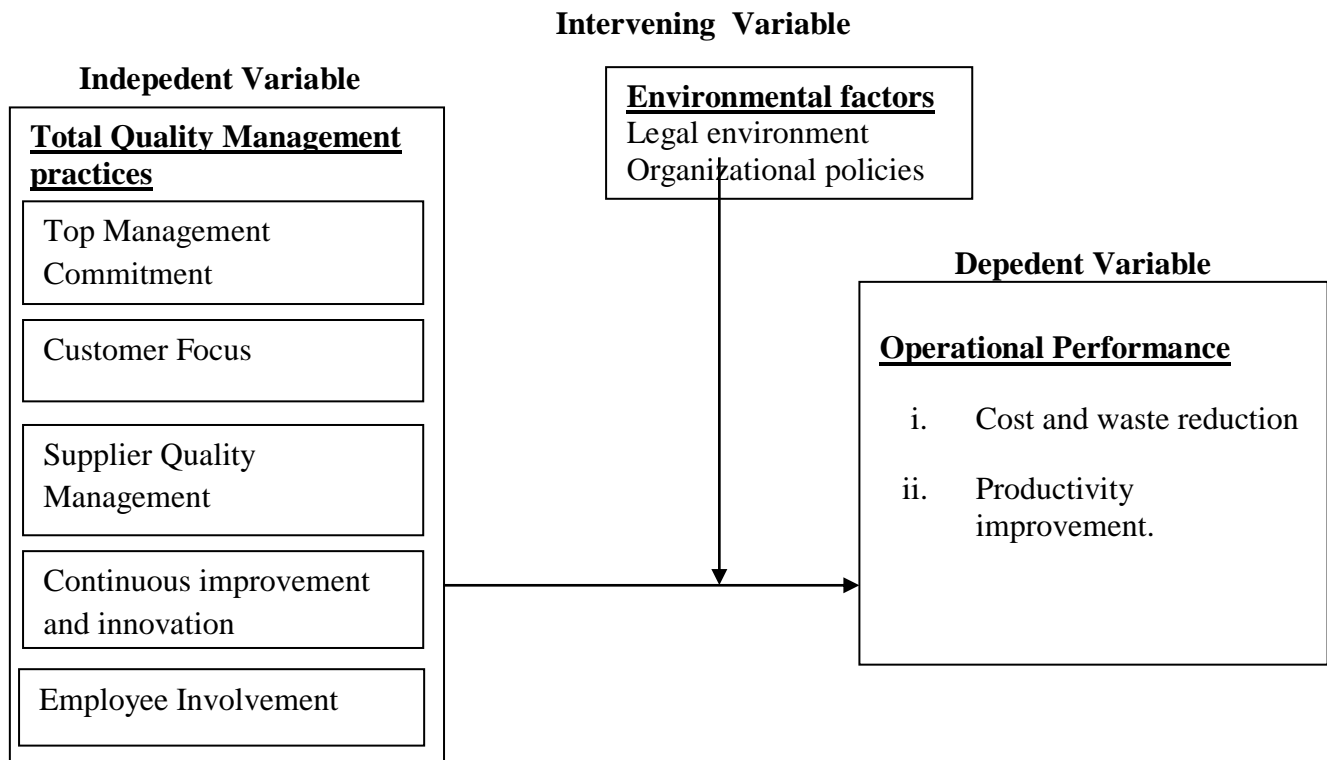 Intervening Variable
Indepedent Variable
Environmental factors
Legal environment
Organizational policies
Total Quality Management
practices
Top Management
Commitment
Customer Focus
Supplier Quality
Management
Continuous improvement
and innovation
Employee Involvement
Depedent Variable
Operational Performance
i. Cost and waste reduction
ii. Productivity
improvement.